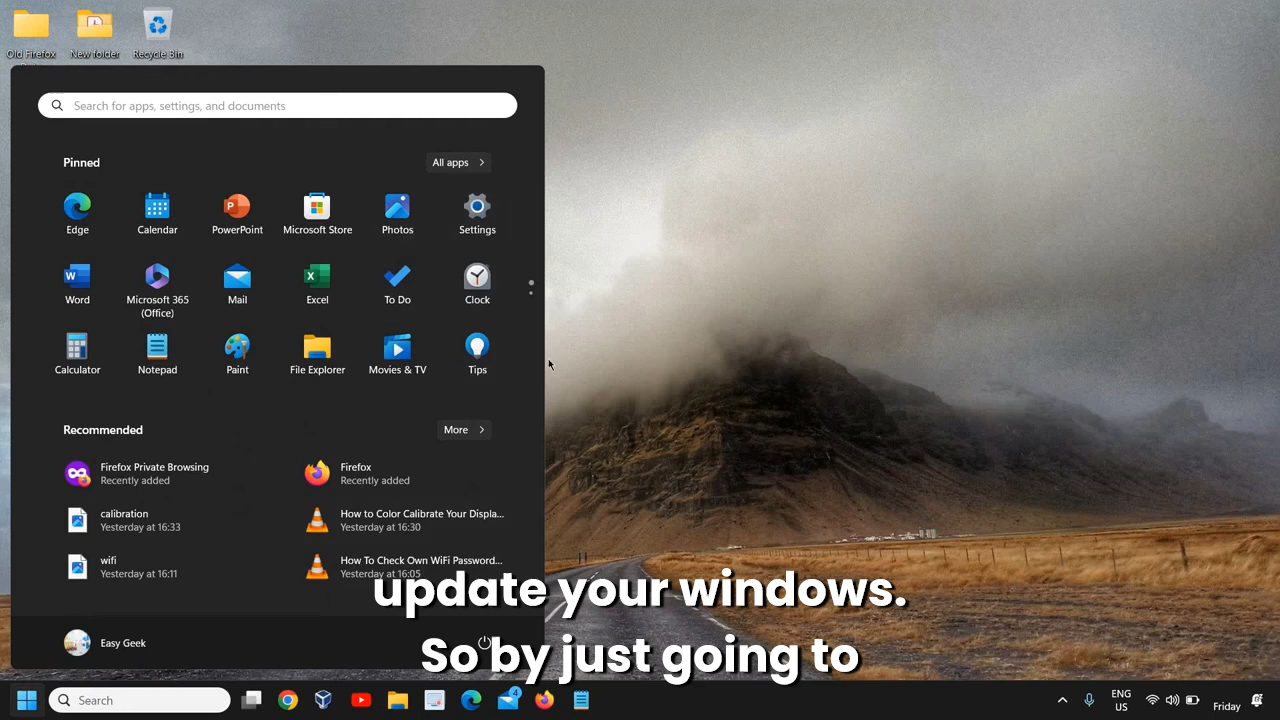 Old Firefox
New folder
Recycle Bin
Search for apps, settings, and documents
Pinned
All apps
Edge
Calendar
PowerPoint
Microsoft Store
Photos
Settings
Word
Microsoft 365
(Office)
Mail
Excel
To Do
Clock
Calculator
Notepad
Paint
File Explorer
Movies & TV
Tips
Recommended
More
Firefox Private Browsing
Recently added
Firefox
Recently added
calibration
Yesterday at 16:33
How to Color Calibrate Your Displa...
Yesterday at 16:30
wifi
Yesterday at 16:11
How To Check Own WiFi Password...
Yesterday at 16:05
update your windows.
So by just going to
Easy Geek
Search
4
ENG
US
Friday